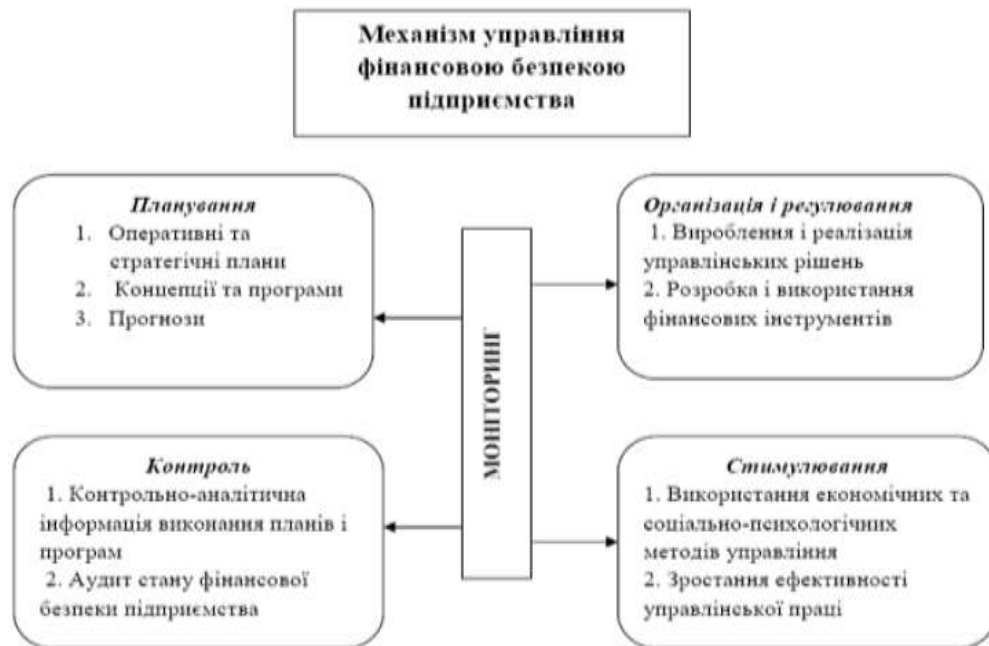 Механізм управління
фінансовою безпекою
підприємства
Планування
1. Оперативні та
стратегічні плани
2. Концепції та програми
3. Прогнози
Організація і регулювання
1. Вироблення і реалізація
управлінських рішень
2. Розробка і використання
фінансових інструментів
МОНІТОРИНГ
Контроль
1. Контрольно-аналітична
інформація виконання планів і
програм
2. Аудит стану фінансової
безпеки підприємства
Стимулювання
1. Використання економічних та
соціально-психологічних
методів управління
2. Зростання ефективності
управлінської праці